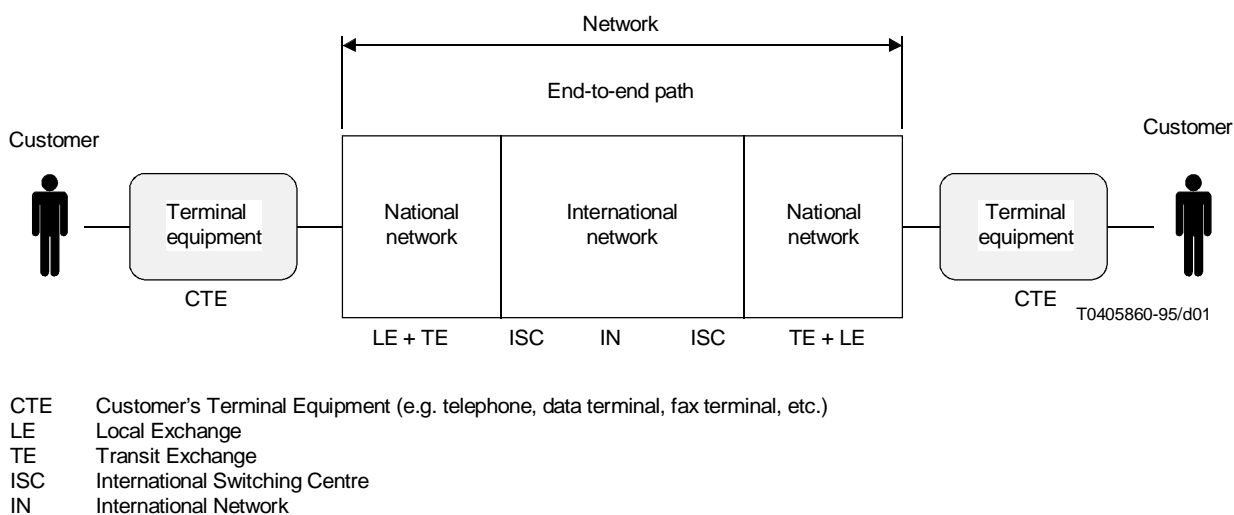 Network
End-to-end path
Customer
Customer
Terminal
equipment
National
network
International
network
National
network
Terminal
equipment
CTE
CTE
T0405860-95/d01
LE + TE
ISC
IN
ISC
TE + LE
CTE Customer's Terminal Equipment (e.g. telephone, data terminal, fax terminal, etc.)
LE Local Exchange
TE Transit Exchange
ISC International Switching Centre
IN International Network